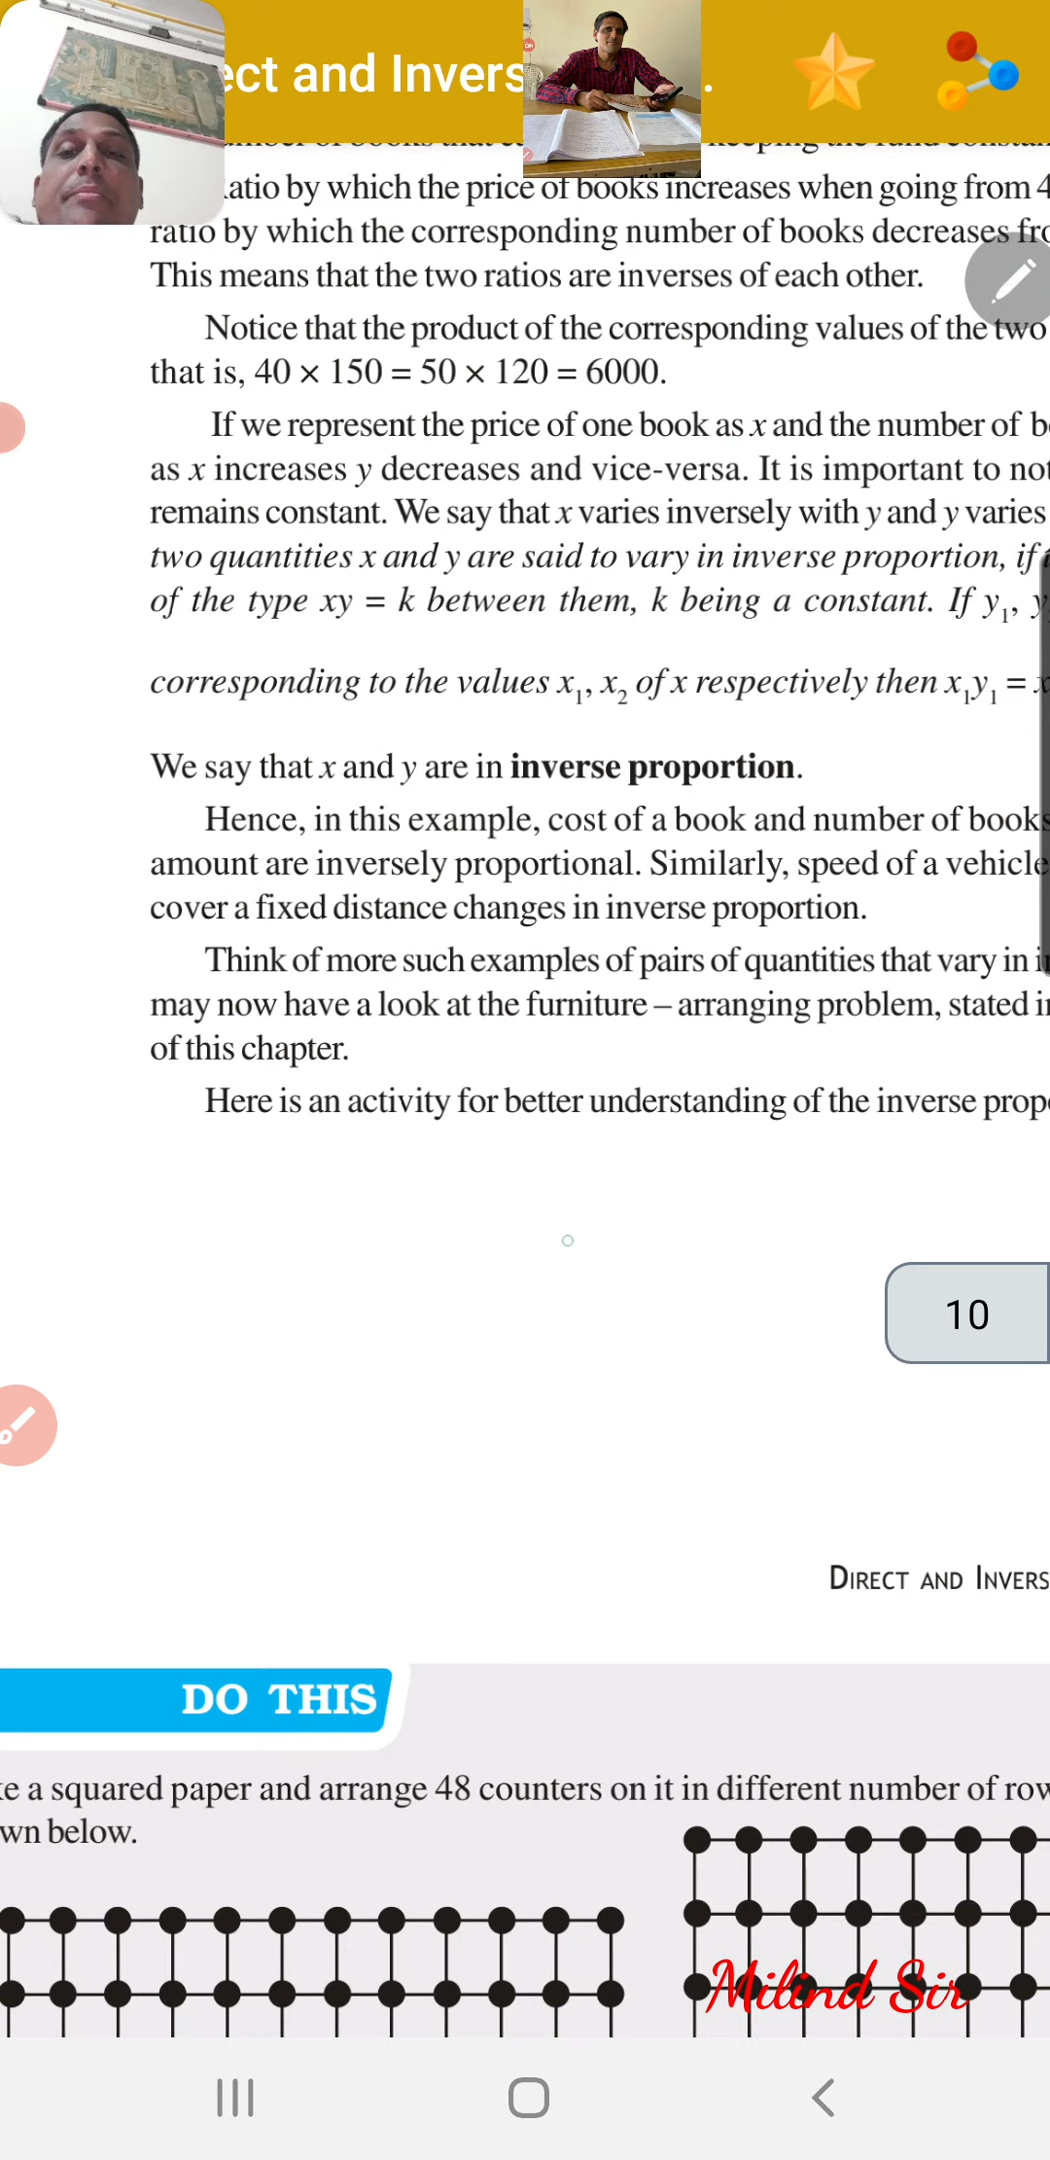 ect and Invers
.
atio by which the price of books increases when going from 4
ratio by which the corresponding number of books decreases fro
This means that the two ratios are inverses of each other.
Notice that the product of the corresponding values of the two
that is, 40 × 150 = 50 × 120 = 6000.
If we represent the price of one book as x and the number of b
as x increases y decreases and vice-versa. It is important to not
remains constant. We say that x varies inversely with y and y varies
two quantities x and y are said to vary in inverse proportion, if
of the type xy = k between them, k being a constant. If y₁, y
corresponding to the values x₁, x₂ of x respectively then x₁y₁ = x
We say that x and y are in inverse proportion.
Hence, in this example, cost of a book and number of books
amount are inversely proportional. Similarly, speed of a vehicle
cover a fixed distance changes in inverse proportion.
Think of more such examples of pairs of quantities that vary in i
may now have a look at the furniture – arranging problem, stated i
of this chapter.
Here is an activity for better understanding of the inverse prop
10
DIRECT AND INVERS
DO THIS
e a squared paper and arrange 48 counters on it in different number of row
wn below.
Milind Sir